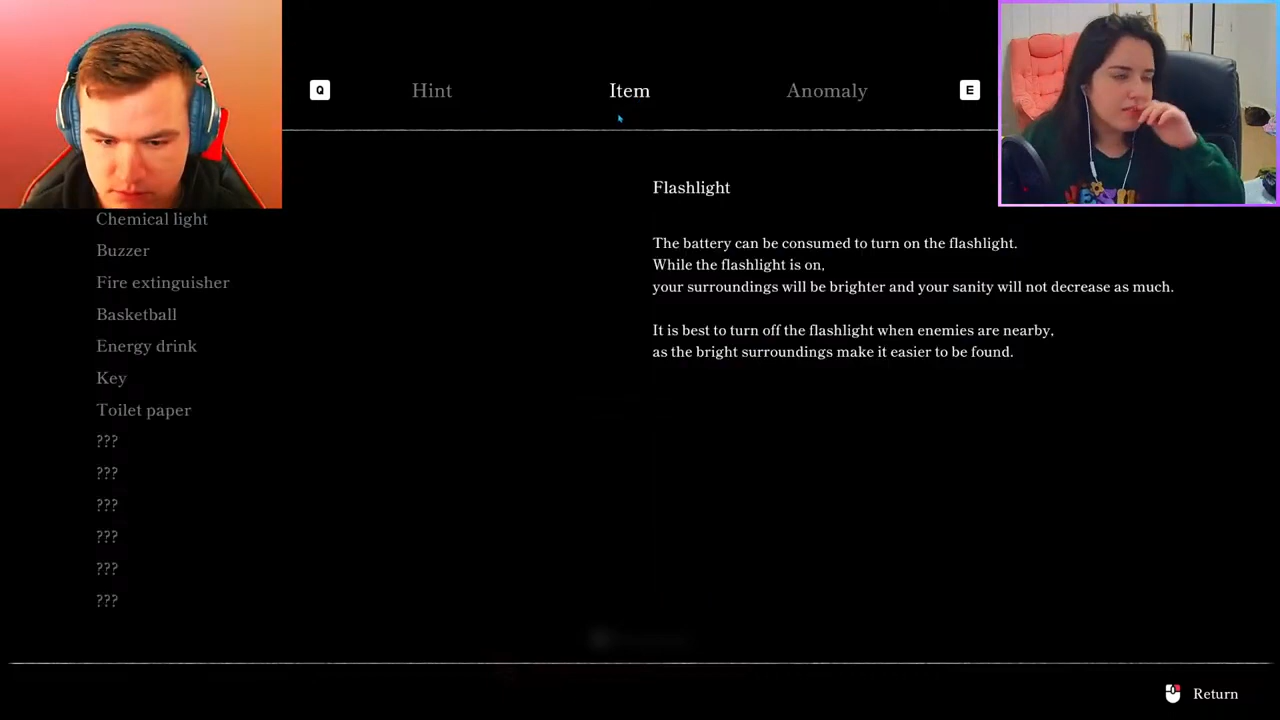 Q
Hint
Item
Anomaly
E
Chemical light
Buzzer
Fire extinguisher
Basketball
Energy drink
Key
Toilet paper
???
???
???
???
???
???
Flashlight
The battery can be consumed to turn on the flashlight.
While the flashlight is on,
your surroundings will be brighter and your sanity will not decrease as much.
It is best to turn off the flashlight when enemies are nearby,
as the bright surroundings make it easier to be found.
Return